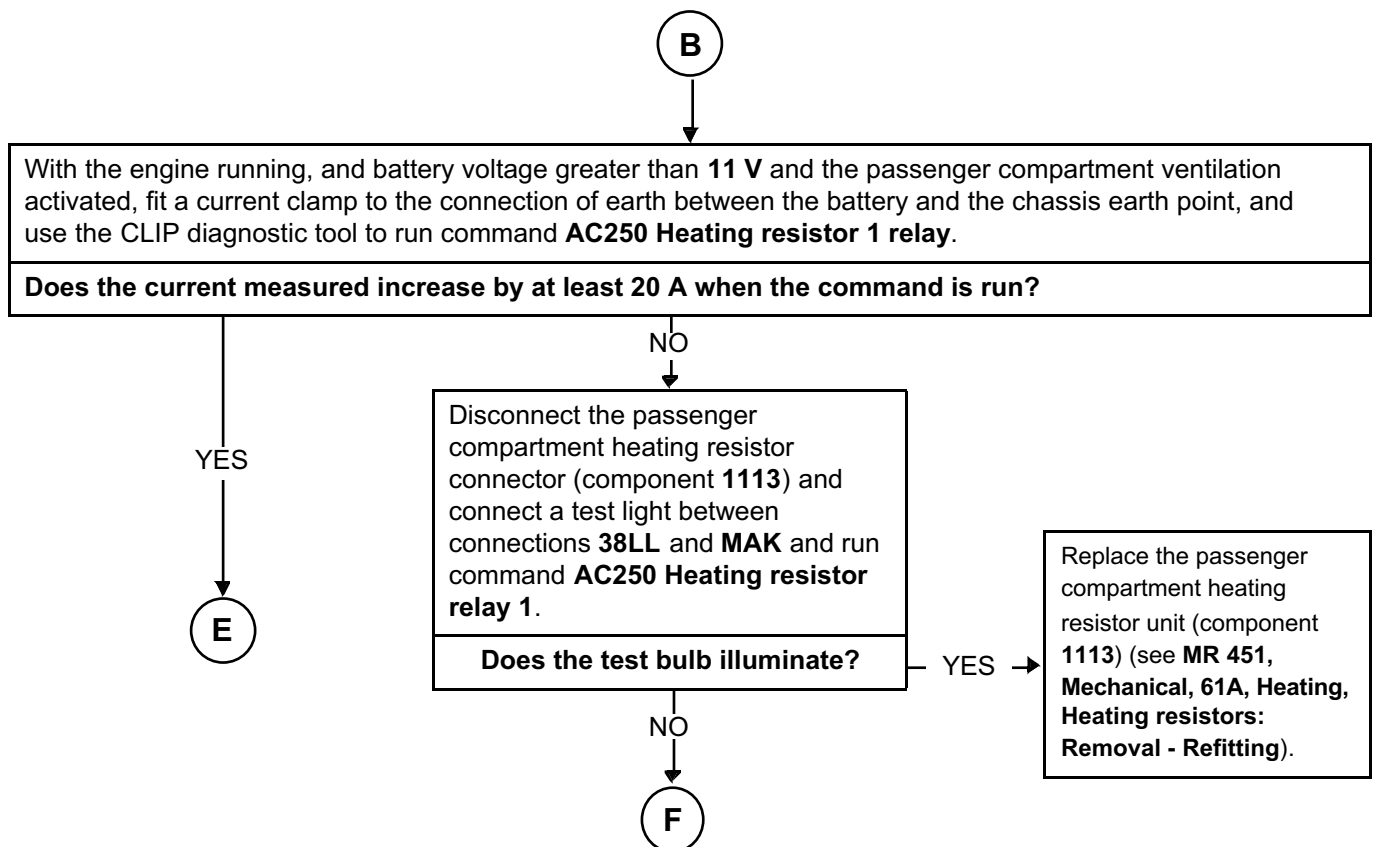 B
With the engine running, and battery voltage greater than 11 V and the passenger compartment ventilation
activated, fit a current clamp to the connection of earth between the battery and the chassis earth point, and
use the CLIP diagnostic tool to run command AC250 Heating resistor 1 relay.
Does the current measured increase by at least 20 A when the command is run?
NO
YES
E
Disconnect the passenger
compartment heating resistor
connector (component 1113) and
connect a test light between
connections 38LL and MAK and run
command AC250 Heating resistor
relay 1.
Does the test bulb illuminate?
YES
Replace the passenger
compartment heating
resistor unit (component
1113) (see MR 451,
Mechanical, 61A, Heating,
Heating resistors:
Removal - Refitting).
NO
F